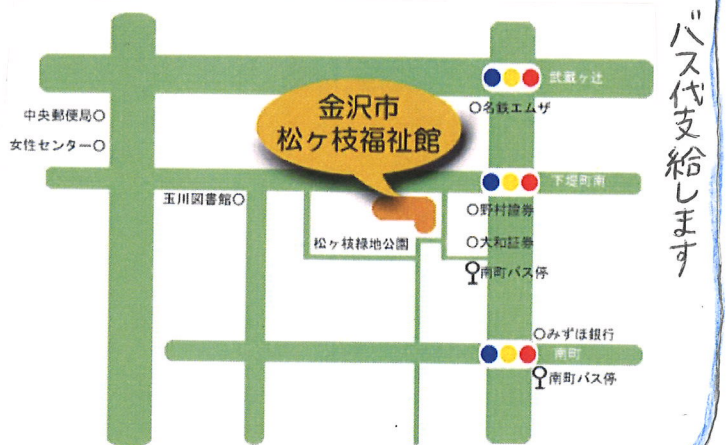 武蔵ヶ辻
中央郵便局
名鉄エムザ
女性センター
金沢市
松ヶ枝福祉館
下堤町南
玉川図書館
野村證券
松ヶ枝緑地公園
大和証券
南町バス停
みずほ銀行
南町
南町バス停
バス代支給します